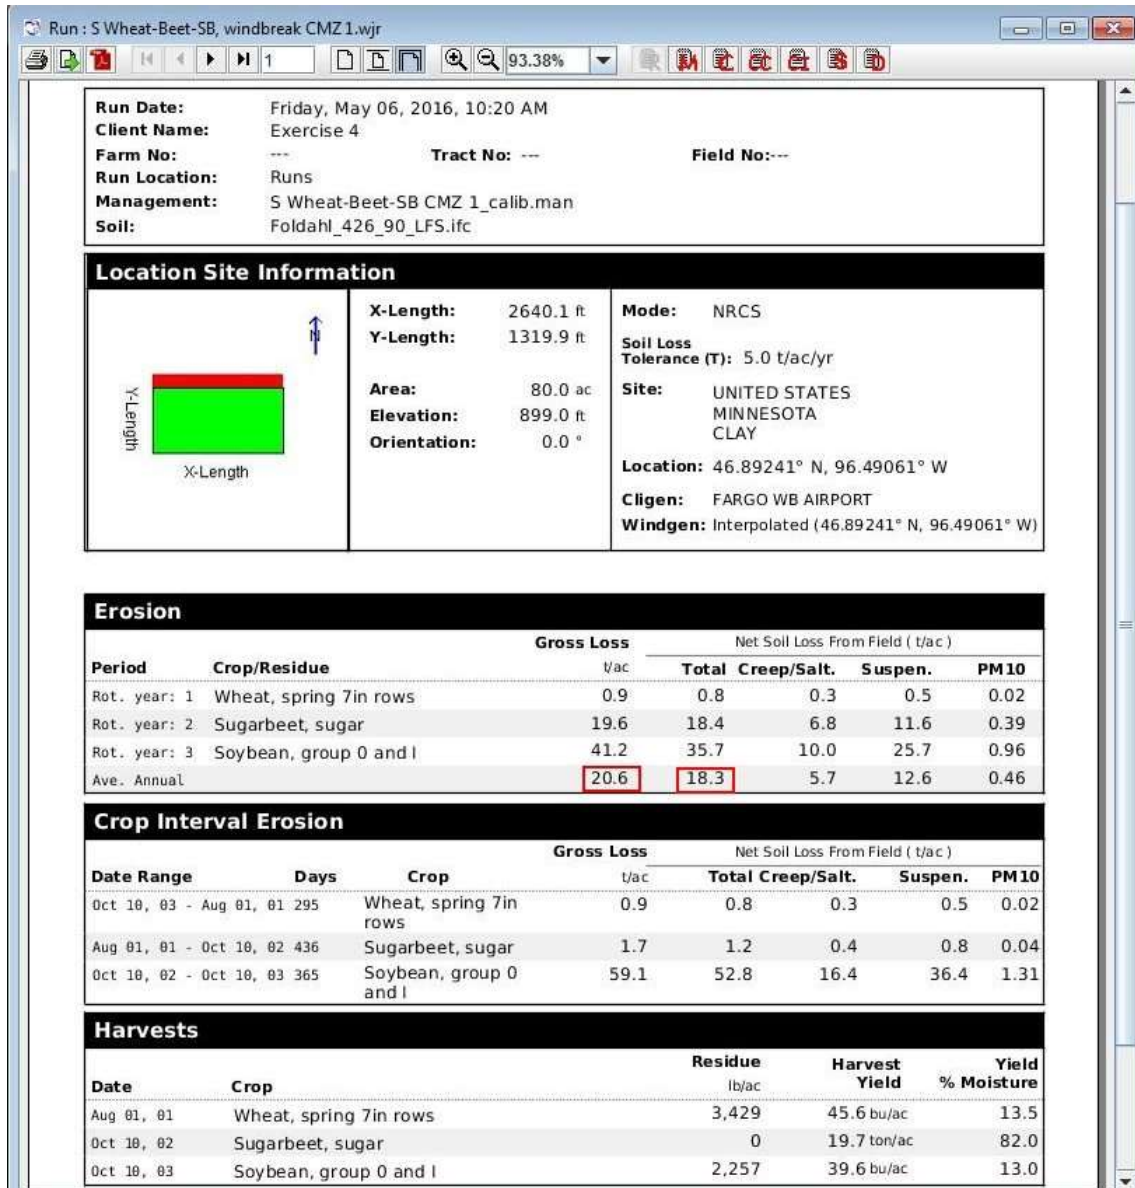 Run : S Wheat-Beet-SB, windbreak CMZ 1.wjr
1 93.38%
Run Date: Friday, May 06, 2016, 10:20 AM
Client Name: Exercise 4
Farm No: --- Tract No: --- Field No:---
Run Location: Runs
Management: S Wheat-Beet-SB CMZ 1_calib.man
Soil: Foldahl_426_90_LFS.ifc
Location Site Information
N
Y-Length
X-Length
X-Length: 2640.1 ft
Y-Length: 1319.9 ft
Area: 80.0 ac
Elevation: 899.0 ft
Orientation: 0.0 °
Mode: NRCS
Soil Loss
Tolerance (T): 5.0 t/ac/yr
Site: UNITED STATES
MINNESOTA
CLAY
Location: 46.89241° N, 96.49061° W
Cligen: FARGO WB AIRPORT
Windgen: Interpolated (46.89241° N, 96.49061° W)
Erosion
Gross Loss Net Soil Loss From Field ( t/ac )
Period Crop/Residue t/ac Total Creep/Salt. Suspen. PM10
Rot. year: 1 Wheat, spring 7in rows 0.9 0.8 0.3 0.5 0.02
Rot. year: 2 Sugarbeet, sugar 19.6 18.4 6.8 11.6 0.39
Rot. year: 3 Soybean, group 0 and I 41.2 35.7 10.0 25.7 0.96
Ave. Annual 20.6 18.3 5.7 12.6 0.46
Crop Interval Erosion
Gross Loss Net Soil Loss From Field ( t/ac )
Date Range Days Crop t/ac Total Creep/Salt. Suspen. PM10
Oct 10, 03 - Aug 01, 01 295 Wheat, spring 7in 0.9 0.8 0.3 0.5 0.02
rows
Aug 01, 01 - Oct 10, 02 436 Sugarbeet, sugar 1.7 1.2 0.4 0.8 0.04
Oct 10, 02 - Oct 10, 03 365 Soybean, group 0 59.1 52.8 16.4 36.4 1.31
and I
Harvests
Residue Harvest Yield
Date Crop lb/ac Yield % Moisture
Aug 01, 01 Wheat, spring 7in rows 3,429 45.6 bu/ac 13.5
Oct 10, 02 Sugarbeet, sugar 0 19.7 ton/ac 82.0
Oct 10, 03 Soybean, group 0 and I 2,257 39.6 bu/ac 13.0